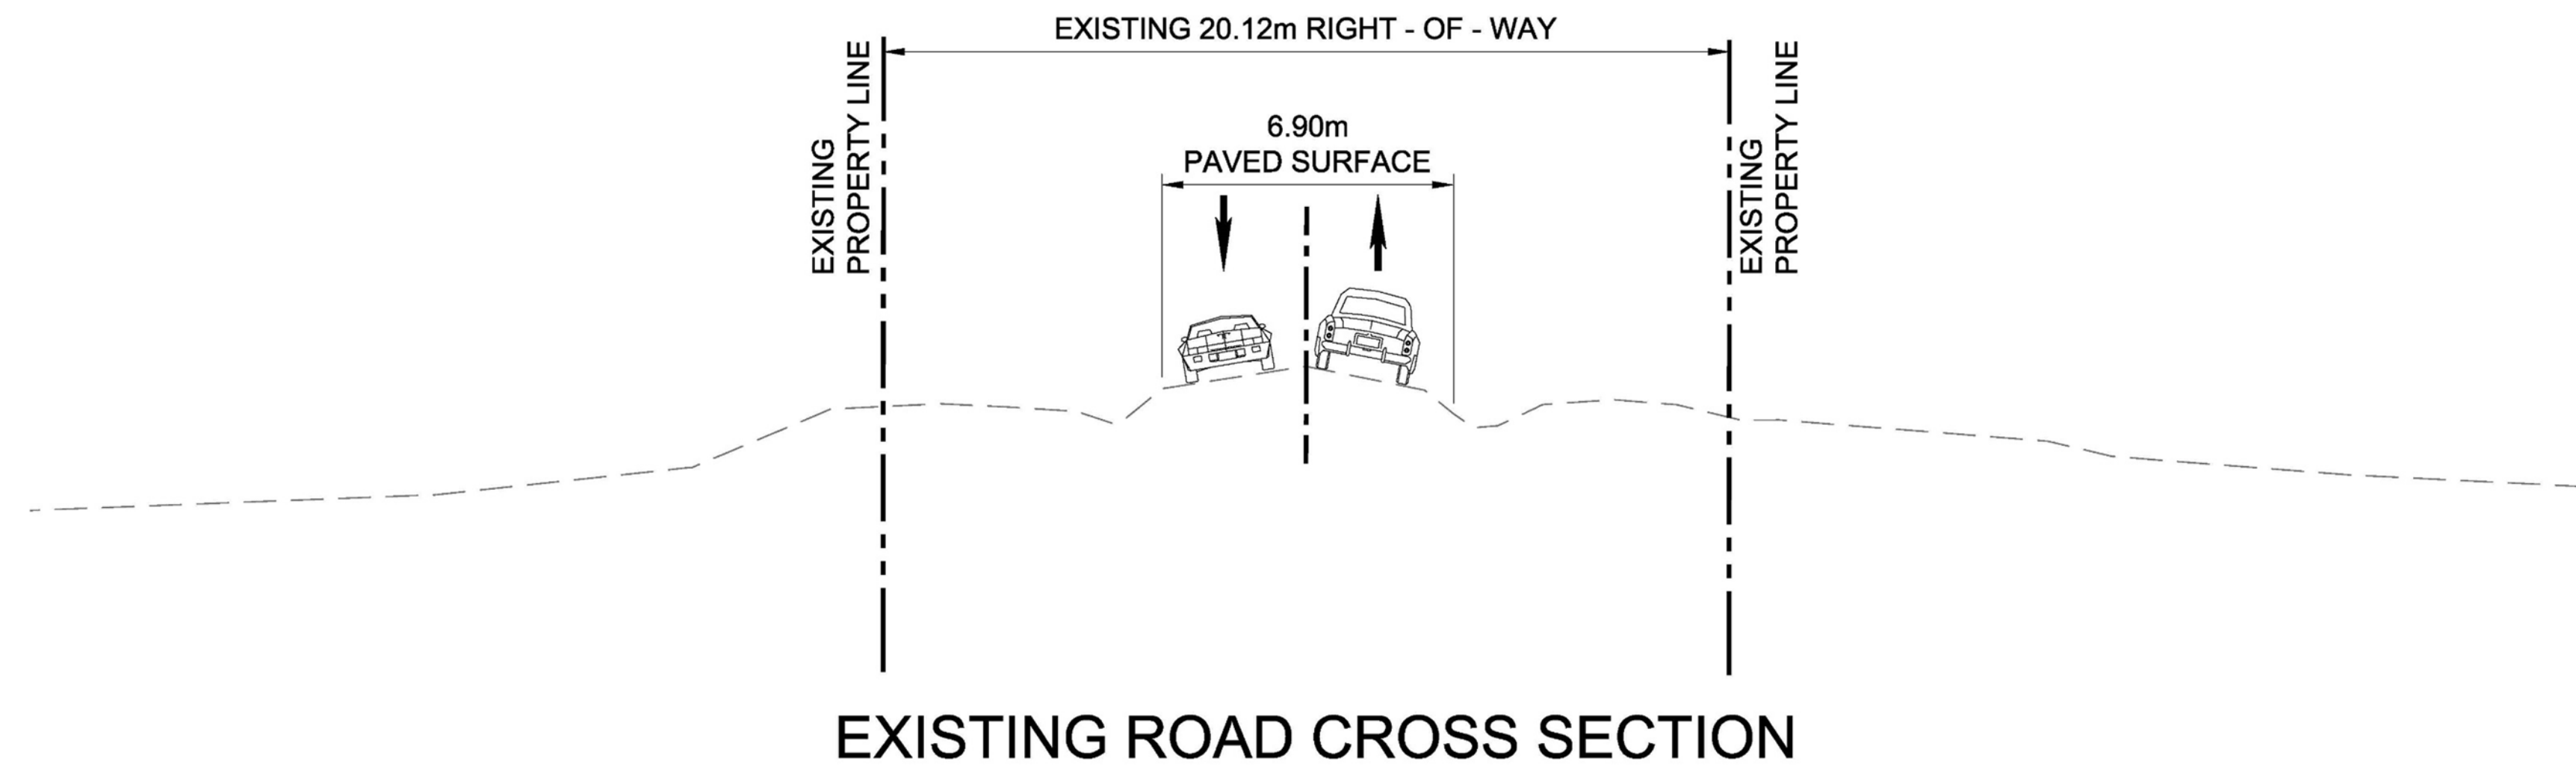 EXISTING 20.12m RIGHT - OF - WAY
EXISTING
PROPERTY LINE
6.90m
PAVED SURFACE
EXISTING
PROPERTY LINE
EXISTING ROAD CROSS SECTION